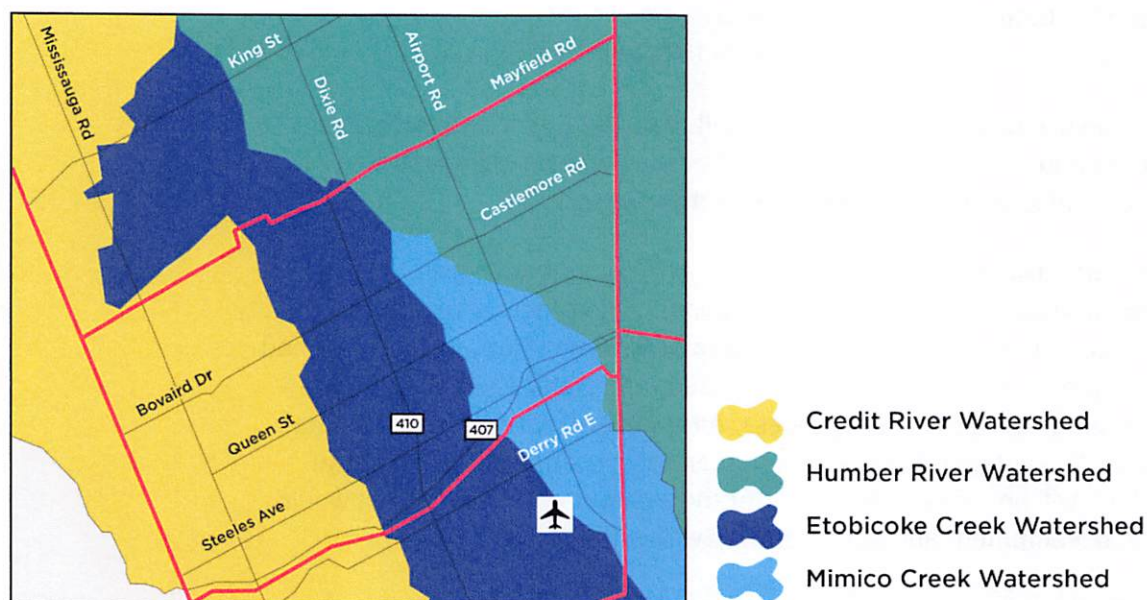 Mississauga Rd
King St
Dixie Rd
Airport Rd
Mayfield Rd
Castlemore Rd
Bovaird Dr
Queen St
410
407
Derry Rd E
Steeles Ave
Credit River Watershed
Humber River Watershed
Etobicoke Creek Watershed
Mimico Creek Watershed